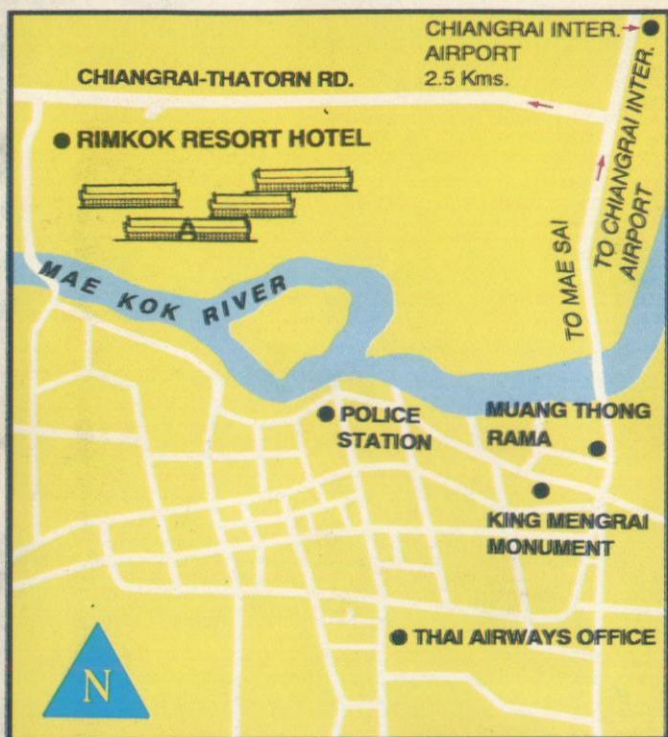 CHIANGRAI INTER.
AIRPORT
2.5 Kms.
CHIANGRAI-THATORN RD.
RIMKOK RESORT HOTEL
TO CHIANGRAI INTER.
AIRPORT
TO MAE SAI
MAE KOK RIVER
POLICE
STATION
MUANG THONG
RAMA
KING MENGRAI
MONUMENT
THAI AIRWAYS OFFICE
N